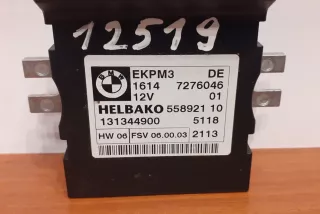 12519
BMW
EKPM3 DE
1614 7276046
12V 01
HELBAKO 558921 10
131344900 5118
HW 06 FSV 06.00.03 2113